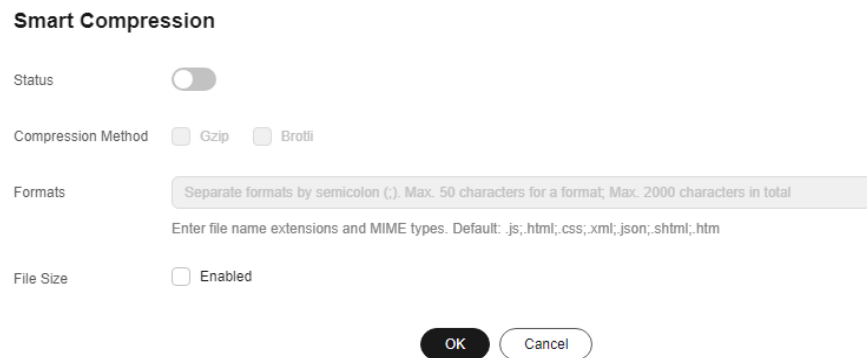 Smart Compression
Status
Compression Method Gzip Brotli
Formats Separate formats by semicolon (;). Max. 50 characters for a format; Max. 2000 characters in total
Enter file name extensions and MIME types. Default: .js;.html;.css;.xml;.json;.shtml;.htm
File Size Enabled
OK Cancel